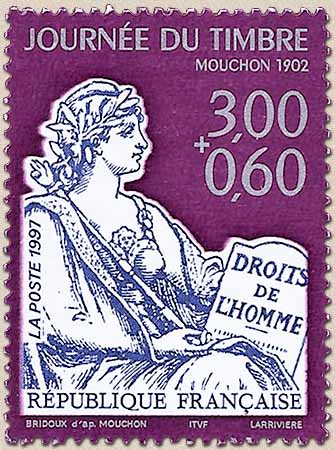 JOURNÉE DU TIMBRE
MOUCHON 1902
3,00
+0,60
LA POSTE 1997
DROITS
DE
L'HOMME
RÉPUBLIQUE FRANÇAISE
BRIDOUX d'ap. MOUCHON ITVF LARRIVIERE